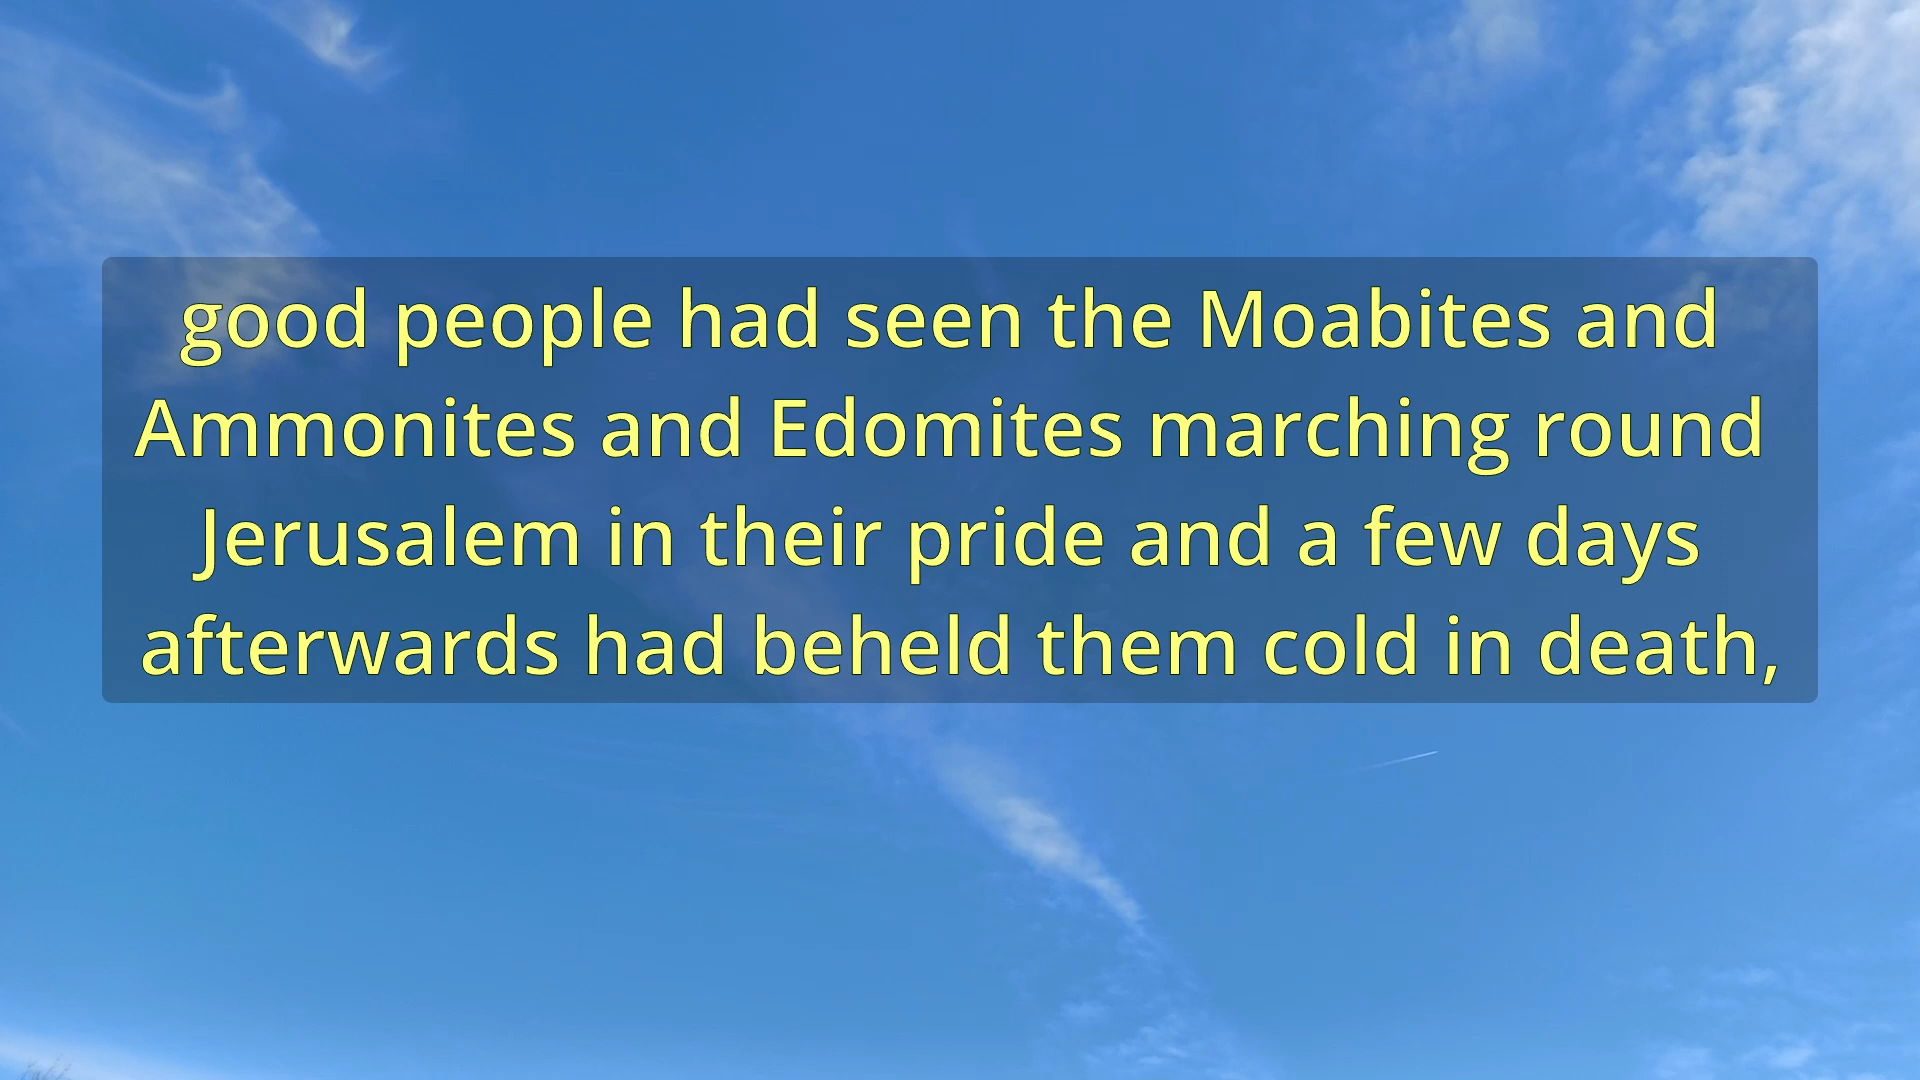 good people had seen the Moabites and
Ammonites and Edomites marching round
Jerusalem in their pride and a few days
afterwards had beheld them cold in death,